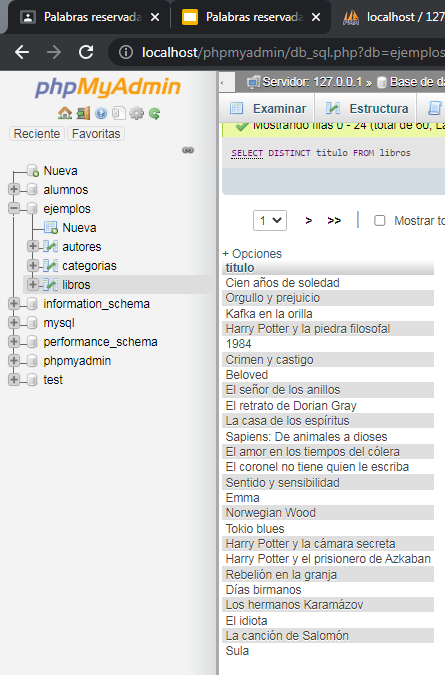 Palabras reservada
Palabras reservada
localhost / 127
localhost/phpmyadmin/db_sql.php?db=ejemplos
phpMyAdmin
Reciente Favoritas
Nueva
alumnos
ejemplos
Nueva
autores
categorias
libros
information_schema
mysql
performance_schema
phpmyadmin
test
Servidor: 127.0.0.1 » Base de da
Examinar Estructura
Mostrando filas 0 - 24 (total de 60, La
SELECT DISTINCT titulo FROM libros
1 > >> Mostrar to
+ Opciones
titulo
Cien años de soledad
Orgullo y prejuicio
Kafka en la orilla
Harry Potter y la piedra filosofal
1984
Crimen y castigo
Beloved
El señor de los anillos
El retrato de Dorian Gray
La casa de los espíritus
Sapiens: De animales a dioses
El amor en los tiempos del cólera
El coronel no tiene quien le escriba
Sentido y sensibilidad
Emma
Norwegian Wood
Tokio blues
Harry Potter y la cámara secreta
Harry Potter y el prisionero de Azkaban
Rebelión en la granja
Días birmanos
Los hermanos Karamázov
El idiota
La canción de Salomón
Sula